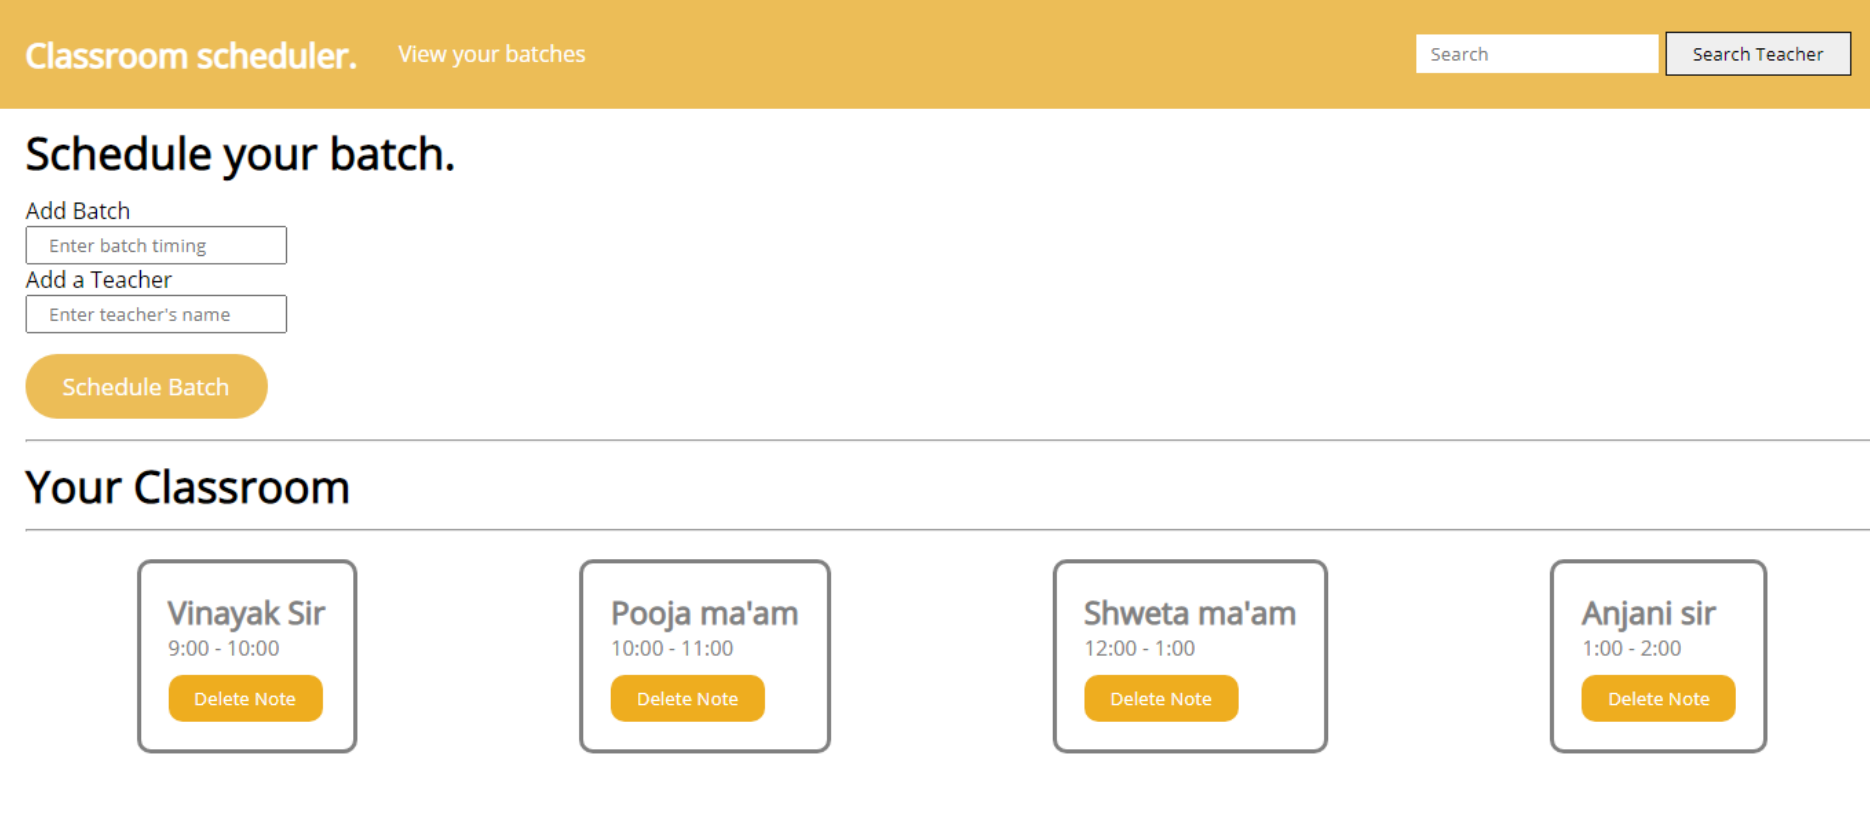 Classroom scheduler. View your batches Search Search Teacher
Schedule your batch.
Add Batch
Enter batch timing
Add a Teacher
Enter teacher's name
Schedule Batch
Your Classroom
Vinayak Sir
9:00 - 10:00
Delete Note
Pooja ma'am
10:00 - 11:00
Delete Note
Shweta ma'am
12:00 - 1:00
Delete Note
Anjani sir
1:00 - 2:00
Delete Note